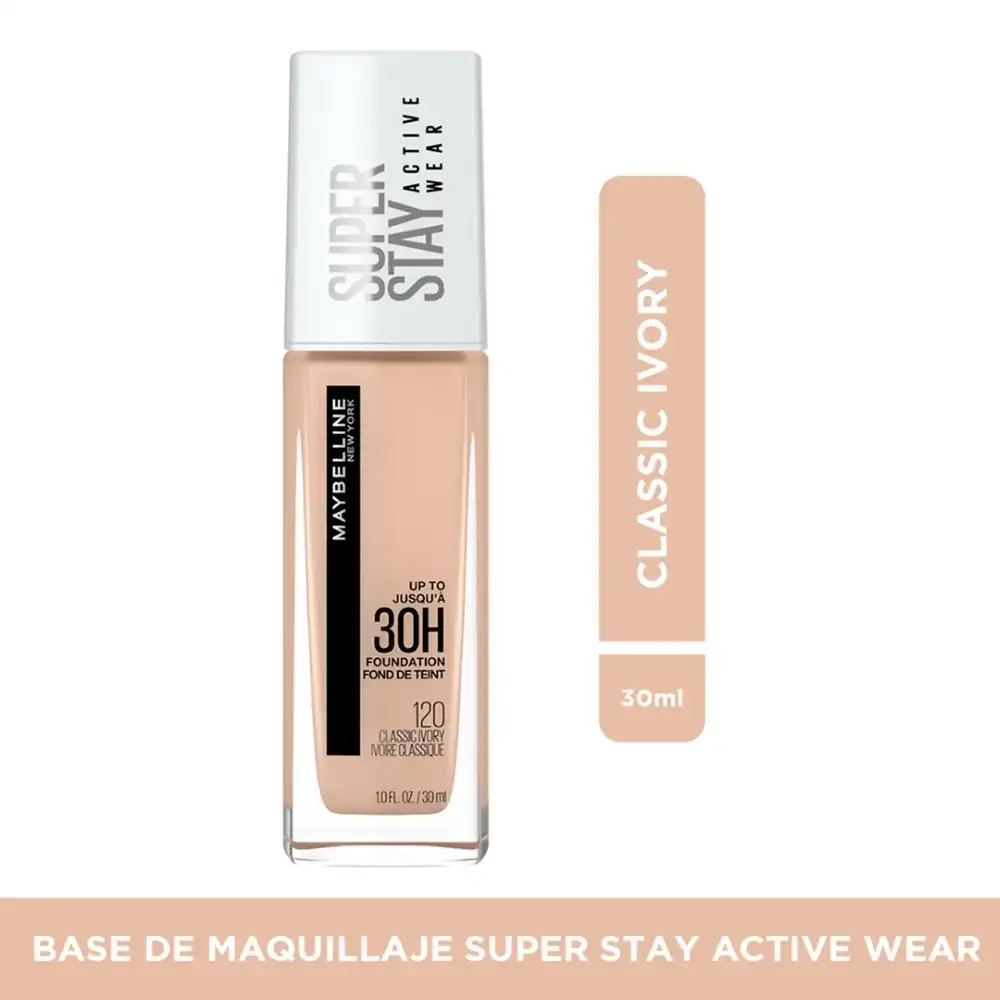 SUPER
STAY
ACTIVE
WEAR
MAYBELLINE
NEW YORK
UP TO
JUSQU'À
30H
FOUNDATION
FOND DE TEINT
120
CLASSIC IVORY
IVOIRE CLASSIQUE
1.0 FL. OZ. / 30 ml
CLASSIC IVORY
30ml
BASE DE MAQUILLAJE SUPER STAY ACTIVE WEAR